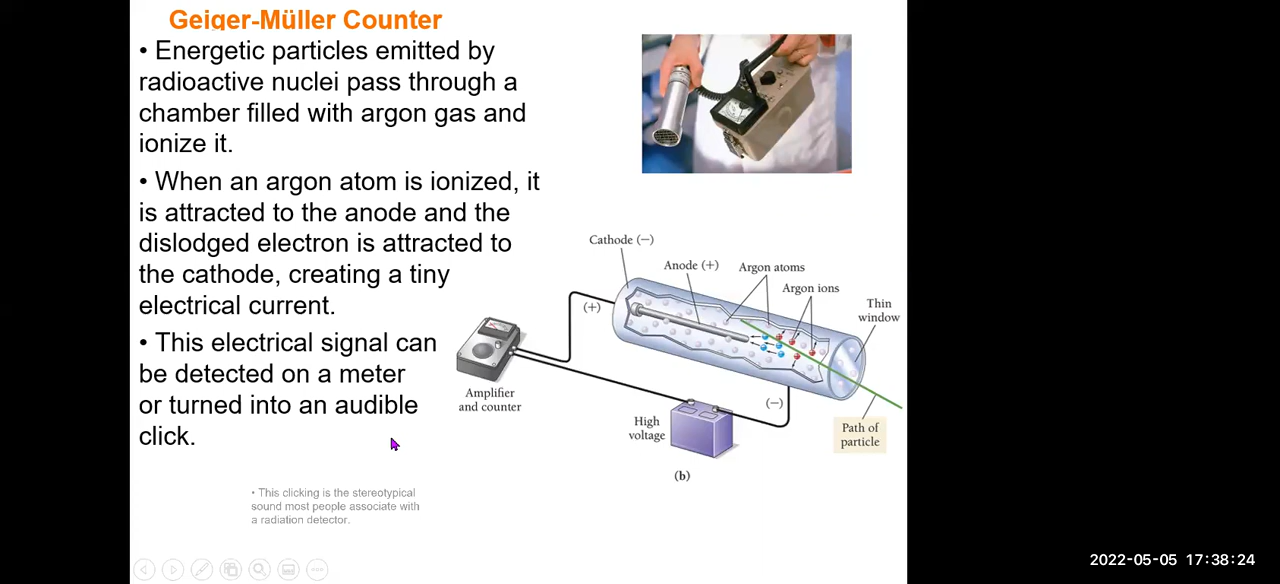 Geiger-Müller Counter
• Energetic particles emitted by
radioactive nuclei pass through a
chamber filled with argon gas and
ionize it.
• When an argon atom is ionized, it
is attracted to the anode and the
dislodged electron is attracted to
the cathode, creating a tiny
electrical current.
• This electrical signal can
be detected on a meter
or turned into an audible
click.
• This clicking is the stereotypical
sound most people associate with
a radiation detector.
Cathode (−)
Anode (+)
Argon atoms
Argon ions
Thin
window
(+)
Amplifier
and counter
High
voltage
(−)
Path of
particle
(b)
2022-05-05 17:38:24